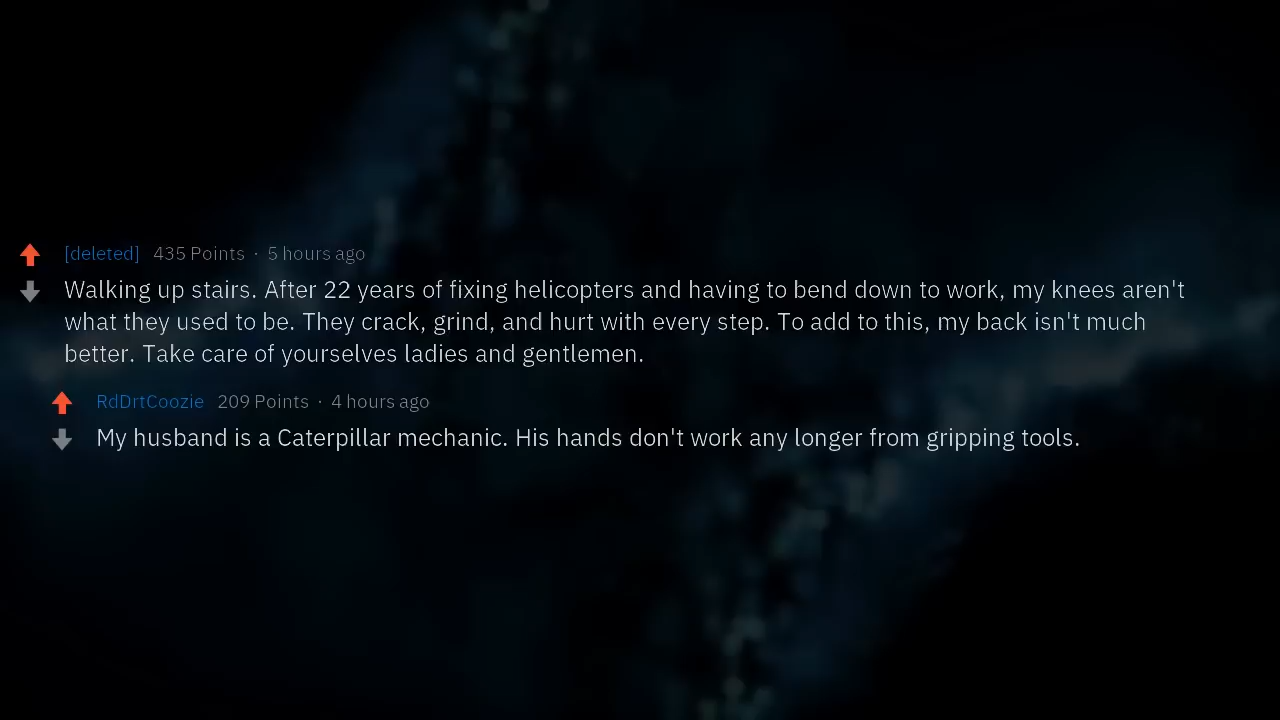 [deleted] 435 Points · 5 hours ago
Walking up stairs. After 22 years of fixing helicopters and having to bend down to work, my knees aren't
what they used to be. They crack, grind, and hurt with every step. To add to this, my back isn't much
better. Take care of yourselves ladies and gentlemen.
RdDrtCoozie 209 Points · 4 hours ago
My husband is a Caterpillar mechanic. His hands don't work any longer from gripping tools.